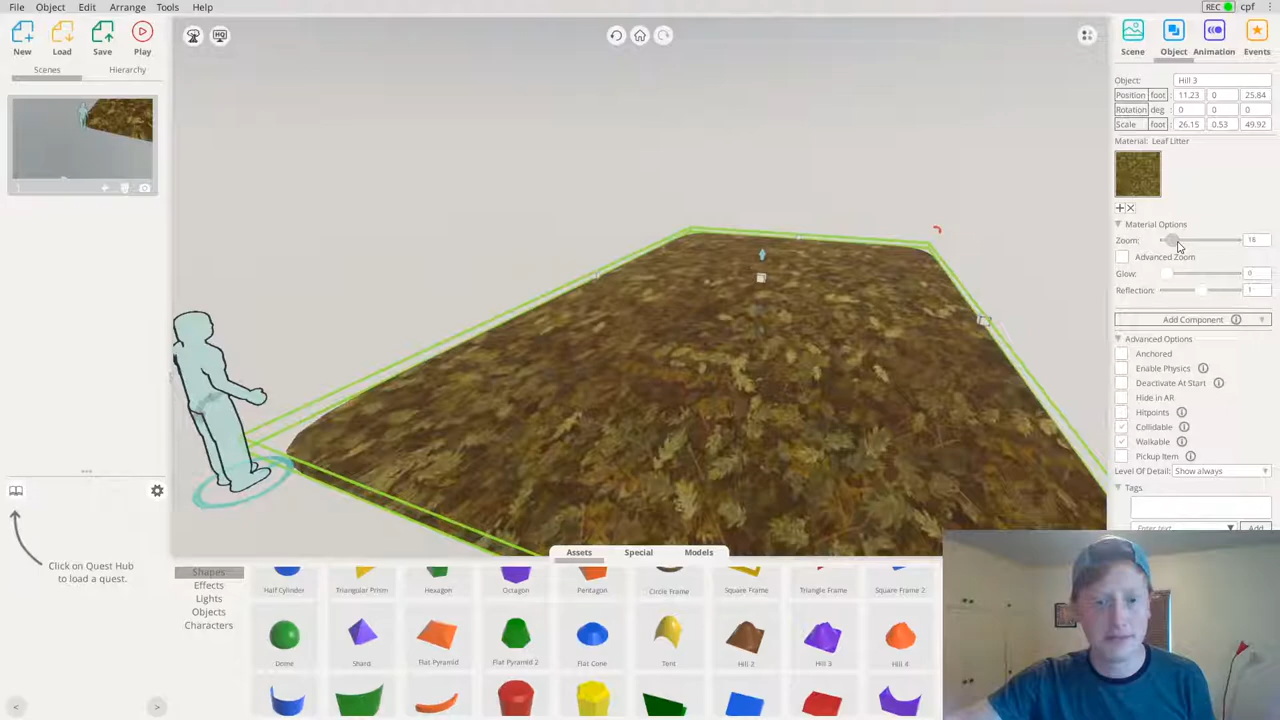 File Object Edit Arrange Tools Help
REC cpf
New Load Save Play
HQ
Scene Object Animation Events
Scenes Hierarchy
1
Object: Hill 3
Position foot : 11.23 : 0 : 25.84
Rotation deg : 0 : 0 : 0
Scale foot : 26.15 : 0.53 : 49.92
Material: Leaf Litter
Material Options
Zoom: 16
Advanced Zoom
Glow: 0
Reflection: 1
Add Component
Advanced Options
Anchored
Enable Physics
Deactivate At Start
Hide in AR
Hitpoints
Collidable
Walkable
Pickup Item
Level Of Detail: Show always
Tags
Enter text Add
Click on Quest Hub
to load a quest.
Assets Special Models
Shapes
Effects
Lights
Objects
Characters
Half Cylinder Triangular Prism Hexagon Octagon Pentagon Circle Frame Square Frame Triangle Frame Square Frame 2
Dome Shard Flat Pyramid Flat Pyramid 2 Flat Cone Tent Hill 2 Hill 3 Hill 4